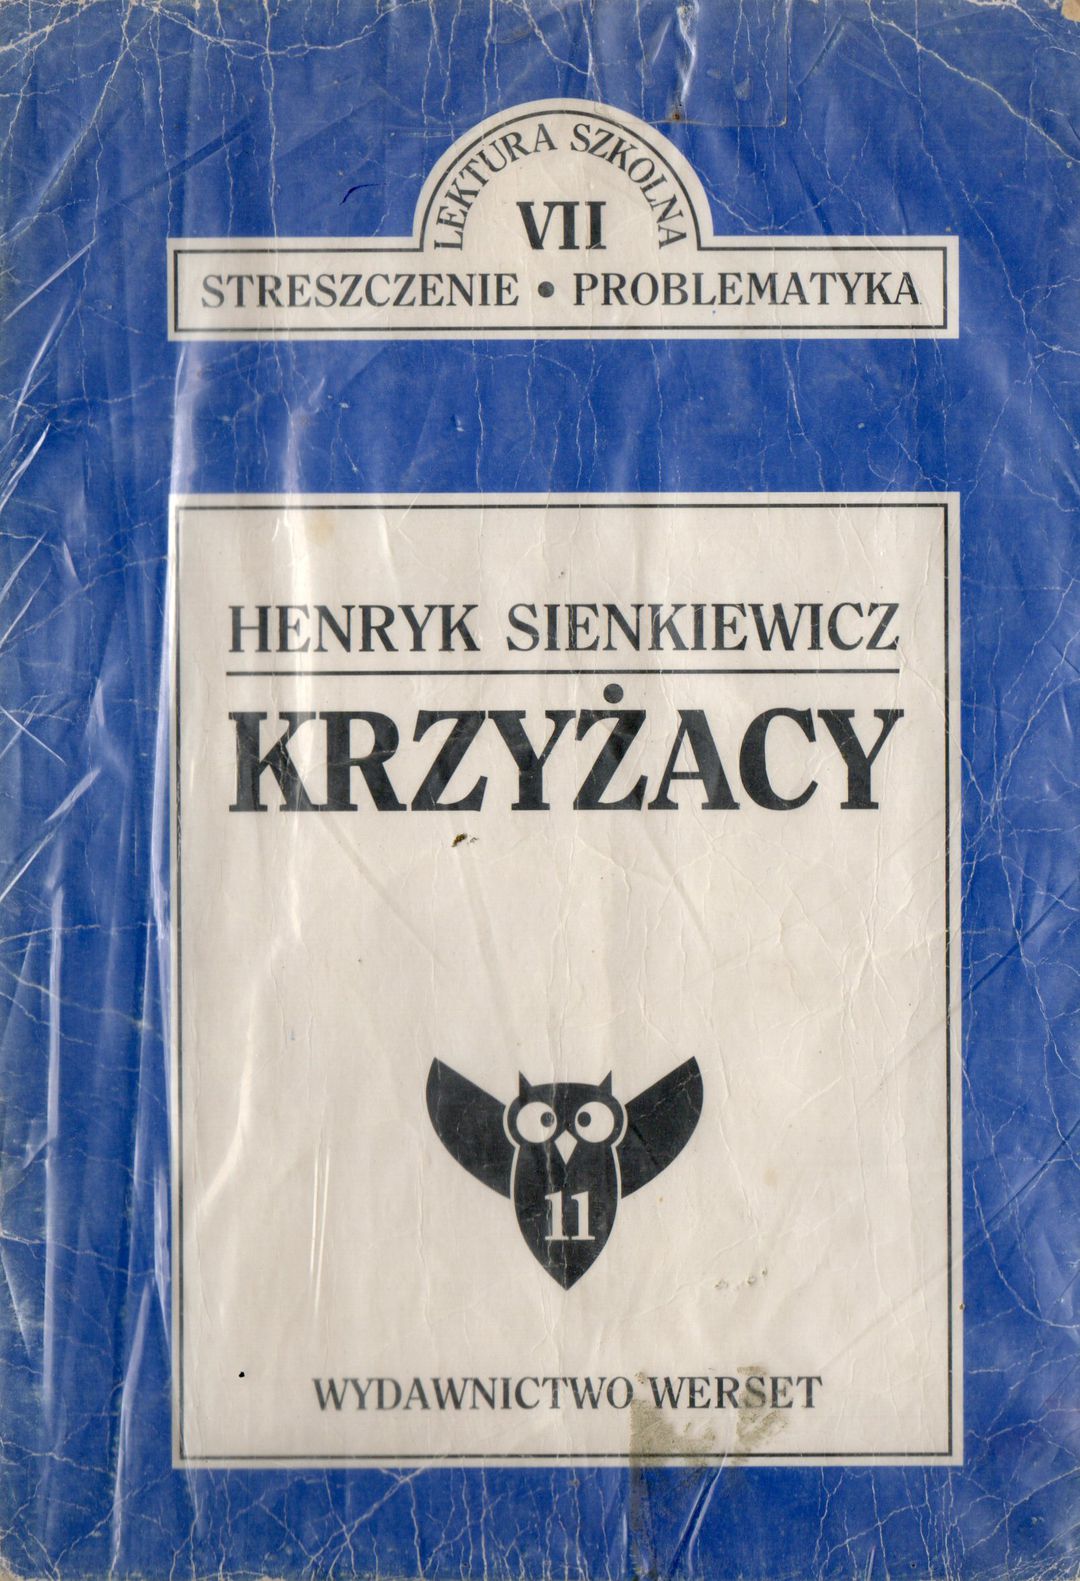 LEKTURA SZKOLNA
VII
STRESZCZENIE • PROBLEMATYKA
HENRYK SIENKIEWICZ
KRZYŻACY
11
WYDAWNICTWO WERSET